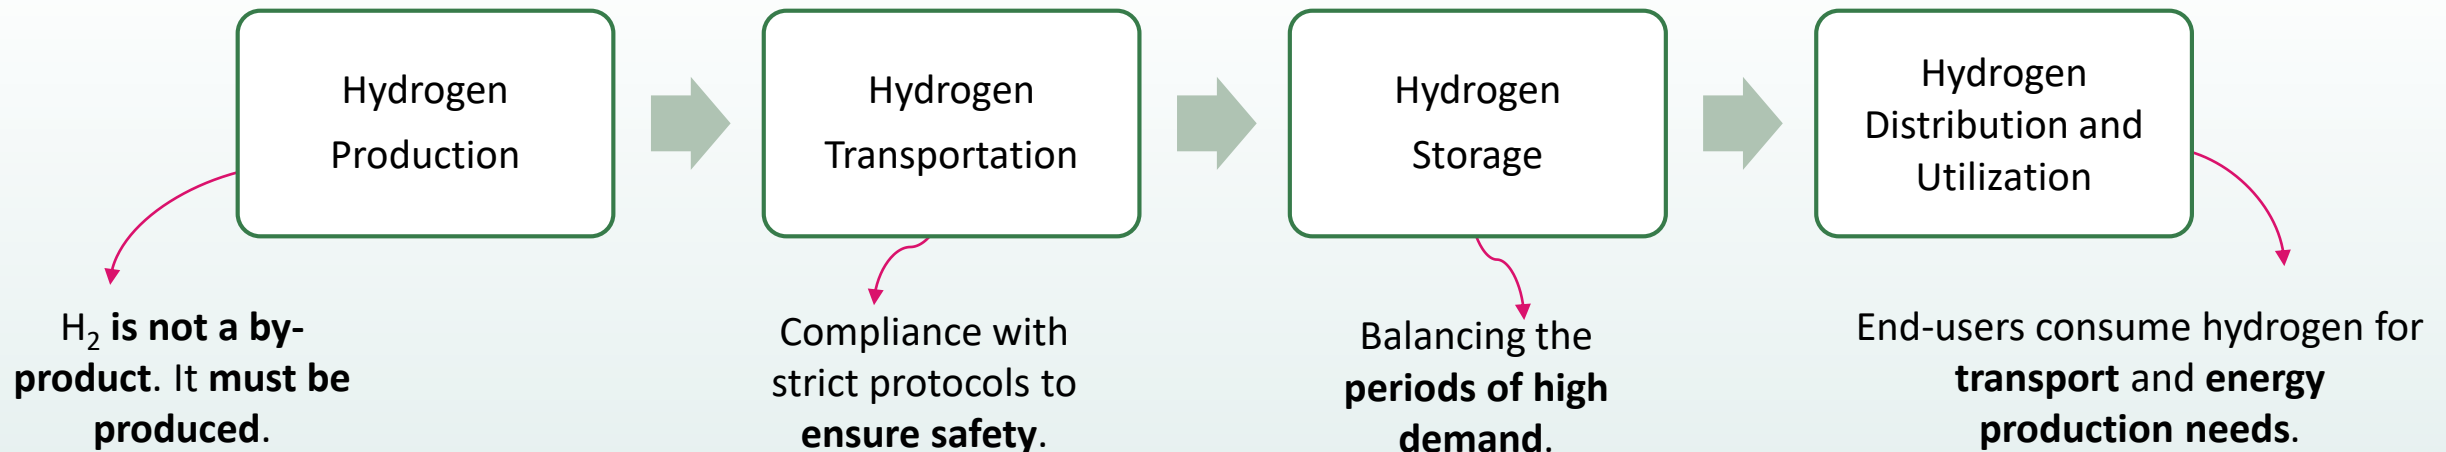 Hydrogen
Production
Hydrogen
Transportation
Hydrogen
Storage
Hydrogen
Distribution and
Utilization
H₂ is not a by-
product. It must be
produced.
Compliance with
strict protocols to
ensure safety.
Balancing the
periods of high
demand.
End-users consume hydrogen for
transport and energy
production needs.